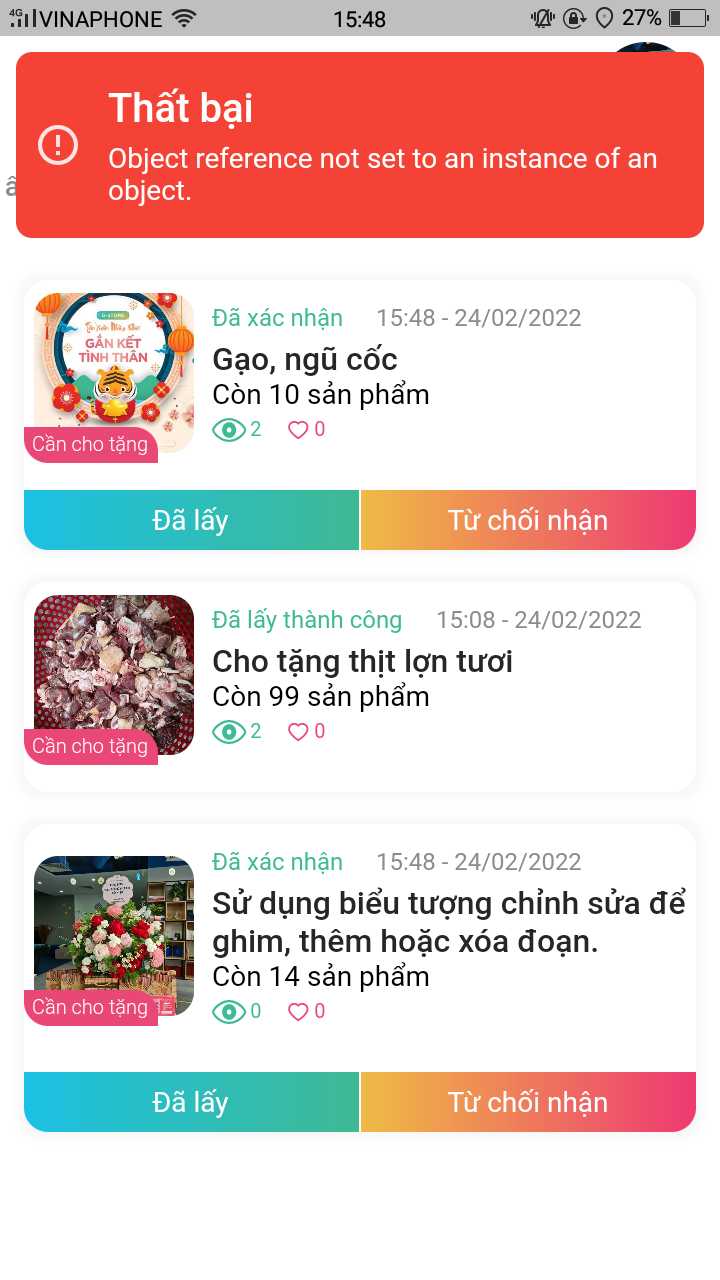 4G VINAPHONE 15:48 27%
Thất bại
Object reference not set to an instance of an
object.
Đã xác nhận 15:48 - 24/02/2022
GẮN KẾT
TÌNH THÂN
Gạo, ngũ cốc
Còn 10 sản phẩm
2 0
Cần cho tặng
Đã lấy Từ chối nhận
Đã lấy thành công 15:08 - 24/02/2022
Cho tặng thịt lợn tươi
Còn 99 sản phẩm
2 0
Cần cho tặng
Đã xác nhận 15:48 - 24/02/2022
Sử dụng biểu tượng chỉnh sửa để
ghim, thêm hoặc xóa đoạn.
Còn 14 sản phẩm
0 0
Cần cho tặng
Đã lấy Từ chối nhận